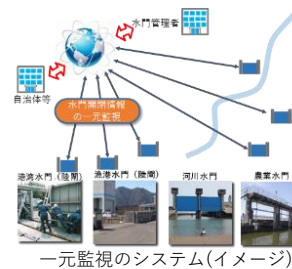 水門管理者
自治体等
水門開閉情報
の一元監視
港湾水門(陸閘)
漁港水門(陸閘)
河川水門
農業水門
一元監視のシステム(イメージ)